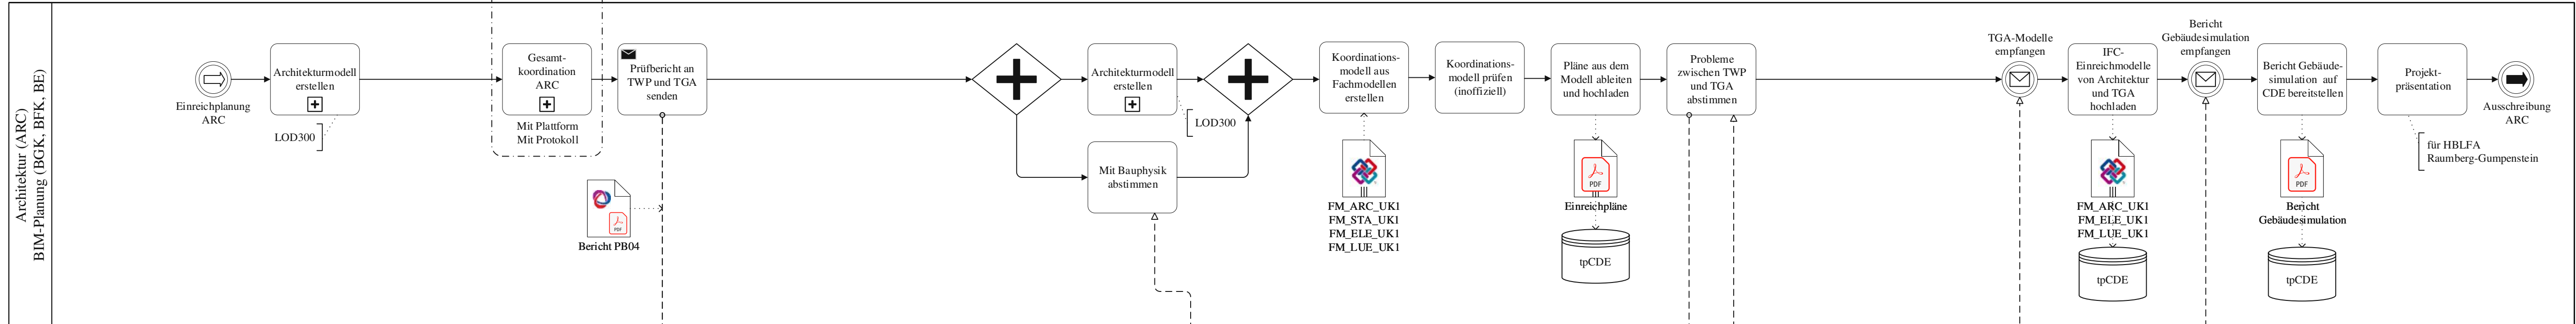 Architektur (ARC)
BIM-Planung (BGK, BFK, BE)
Einreichplanung
ARC
Architekturmodell
erstellen
LOD300
Gesamt-
koordination
ARC
Mit Plattform
Mit Protokoll
Prüfbericht an
TWP und TGA
senden
PDF
Bericht PB04
Architekturmodell
erstellen
LOD300
Mit Bauphysik
abstimmen
Koordinations-
modell aus
Fachmodellen
erstellen
FM_ARC_UK1
FM_STA_UK1
FM_ELE_UK1
FM_LUE_UK1
Koordinations-
modell prüfen
(inoffiziell)
Pläne aus dem
Modell ableiten
und hochladen
PDF
Einreichpläne
tpCDE
Probleme
zwischen TWP
und TGA
abstimmen
TGA-Modelle
empfangen
IFC-
Einreichmodelle
von Architektur
und TGA
hochladen
FM_ARC_UK1
FM_ELE_UK1
FM_LUE_UK1
tpCDE
Bericht
Gebäudesimulation
empfangen
Bericht Gebäude-
simulation auf
CDE bereitstellen
PDF
Bericht
Gebäudesimulation
tpCDE
Projekt-
präsentation
für HBLFA
Raumberg-Gumpenstein
Ausschreibung
ARC